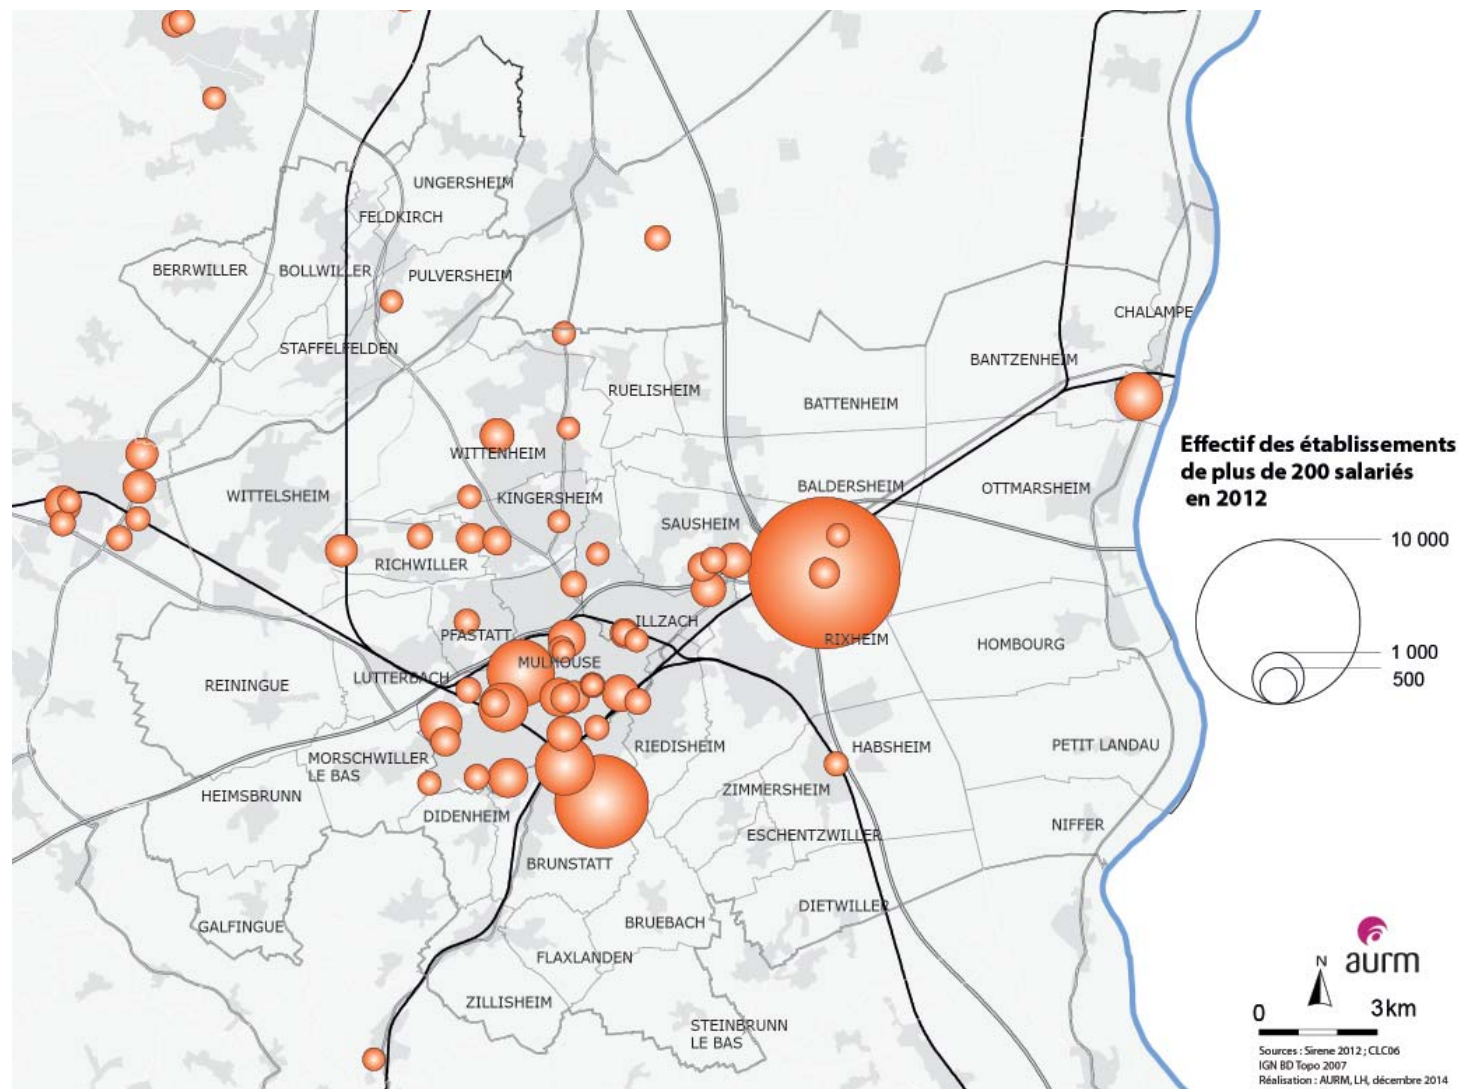 UNGERSHEIM
FELDKIRCH
BERRWILLER
BOLLWILLER
PULVERSHEIM
CHALAMPE
STAFFELFELDEN
BANTZENHEIM
RUELISHEIM
BATTENHEIM
WITTENHEIM
BALDERSHEIM
OTTMARSHEIM
WITTELSHEIM
KINGERSHEIM
SAUSHEIM
RICHWILLER
ILLZACH
PFASTATT
RIXHEIM
HOMBOURG
MULHOUSE
LUTTERBACH
REININGUE
RIEDISHEIM
HABSHEIM
PETIT LANDAU
MORSCHWILLER
LE BAS
HEIMSBRUNN
ZIMMERSHEIM
DIDENHEIM
ESCHENTZWILLER
NIFFER
BRUNSTATT
DIETWILLER
GALFINGUE
BRUEBACH
FLAXLANDEN
ZILLISHEIM
STEINBRUNN
LE BAS
Effectif des établissements
de plus de 200 salariés
en 2012
10 000
1 000
500
N
aurm
0 3km
Sources : Sirene 2012 ; CLC06
IGN BD Topo 2007
Réalisation : AURM, LH, décembre 2014